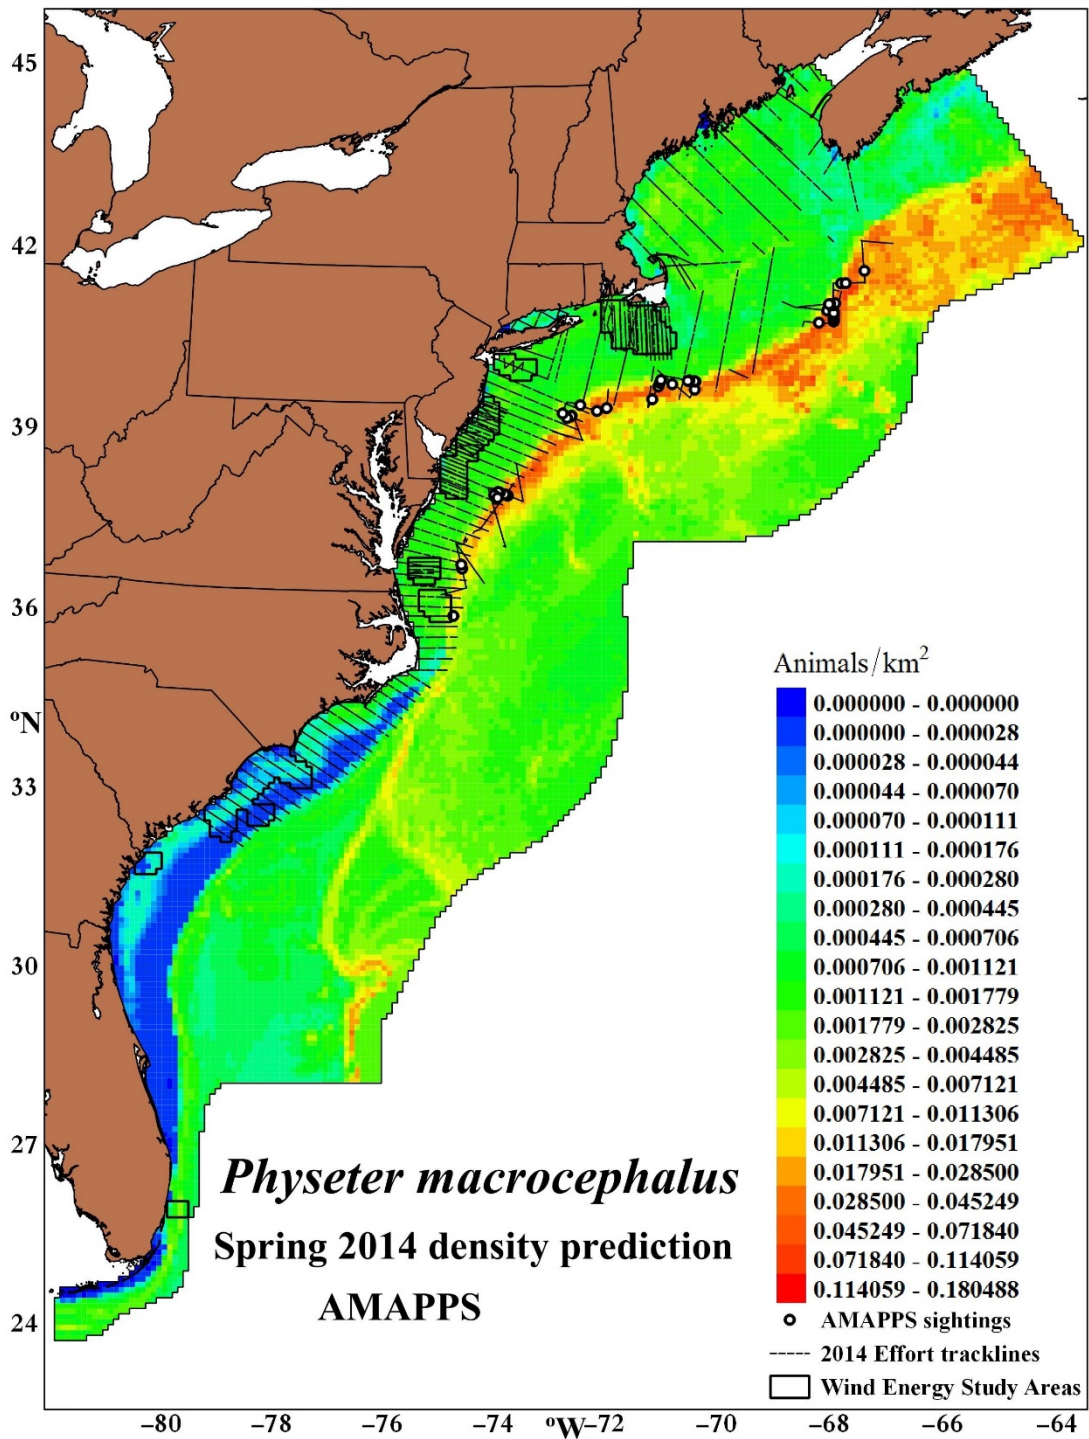 45
42
39
36
ºN
33
30
27
24
Animals/km²
0.000000 - 0.000000
0.000000 - 0.000028
0.000028 - 0.000044
0.000044 - 0.000070
0.000070 - 0.000111
0.000111 - 0.000176
0.000176 - 0.000280
0.000280 - 0.000445
0.000445 - 0.000706
0.000706 - 0.001121
0.001121 - 0.001779
0.001779 - 0.002825
0.002825 - 0.004485
0.004485 - 0.007121
0.007121 - 0.011306
0.011306 - 0.017951
0.017951 - 0.028500
0.028500 - 0.045249
0.045249 - 0.071840
0.071840 - 0.114059
0.114059 - 0.180488
AMAPPS sightings
2014 Effort tracklines
Wind Energy Study Areas
Physeter macrocephalus
Spring 2014 density prediction
AMAPPS
-80 -78 -76 -74 ºW -72 -70 -68 -66 -64